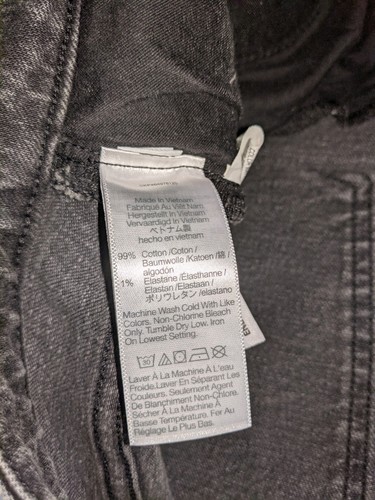 Made in Vietnam
Fabriqué Au Viêt Nam
Hergestellt in Vietnam
Vervaardigd in Vietnam
ベトナム製
hecho en vietnam
99% Cotton /Coton /
Baumwolle /Katoen / 綿 /
algodón
1% Elastane /Élasthanne /
Elastan /Elastaan /
ポリウレタン /elastano
Machine Wash Cold With Like
Colors. Non-Chlorine Bleach
Only. Tumble Dry Low. Iron
On Lowest Setting.
30
Laver À La Machine À L'eau
Froide,Laver En Séparant Les
Couleurs. Seulement Agent
De Blanchiment Non-Chloré.
Sécher À La Machine À
Basse Température. Fer Au
Réglage Le Plus Bas.